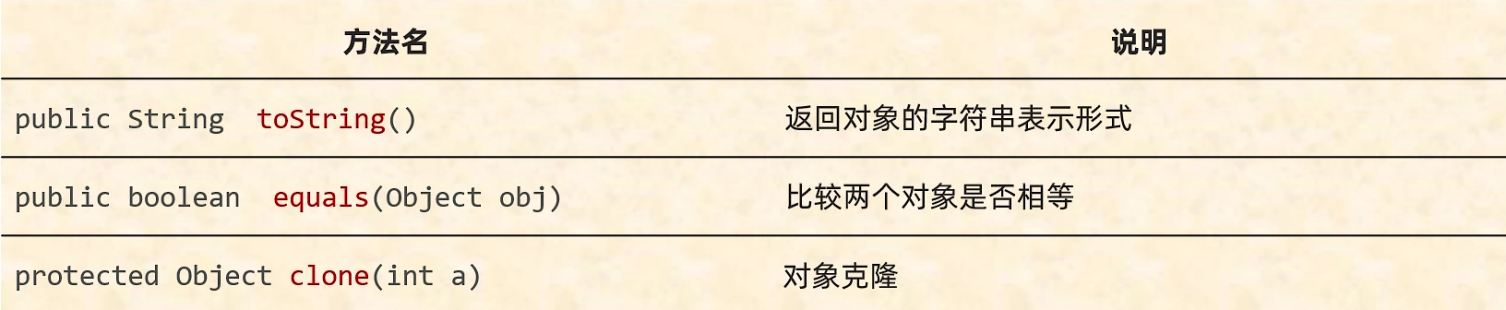 方法名 说明
public String  toString() 返回对象的字符串表示形式
public boolean  equals(Object obj) 比较两个对象是否相等
protected Object clone(int a) 对象克隆